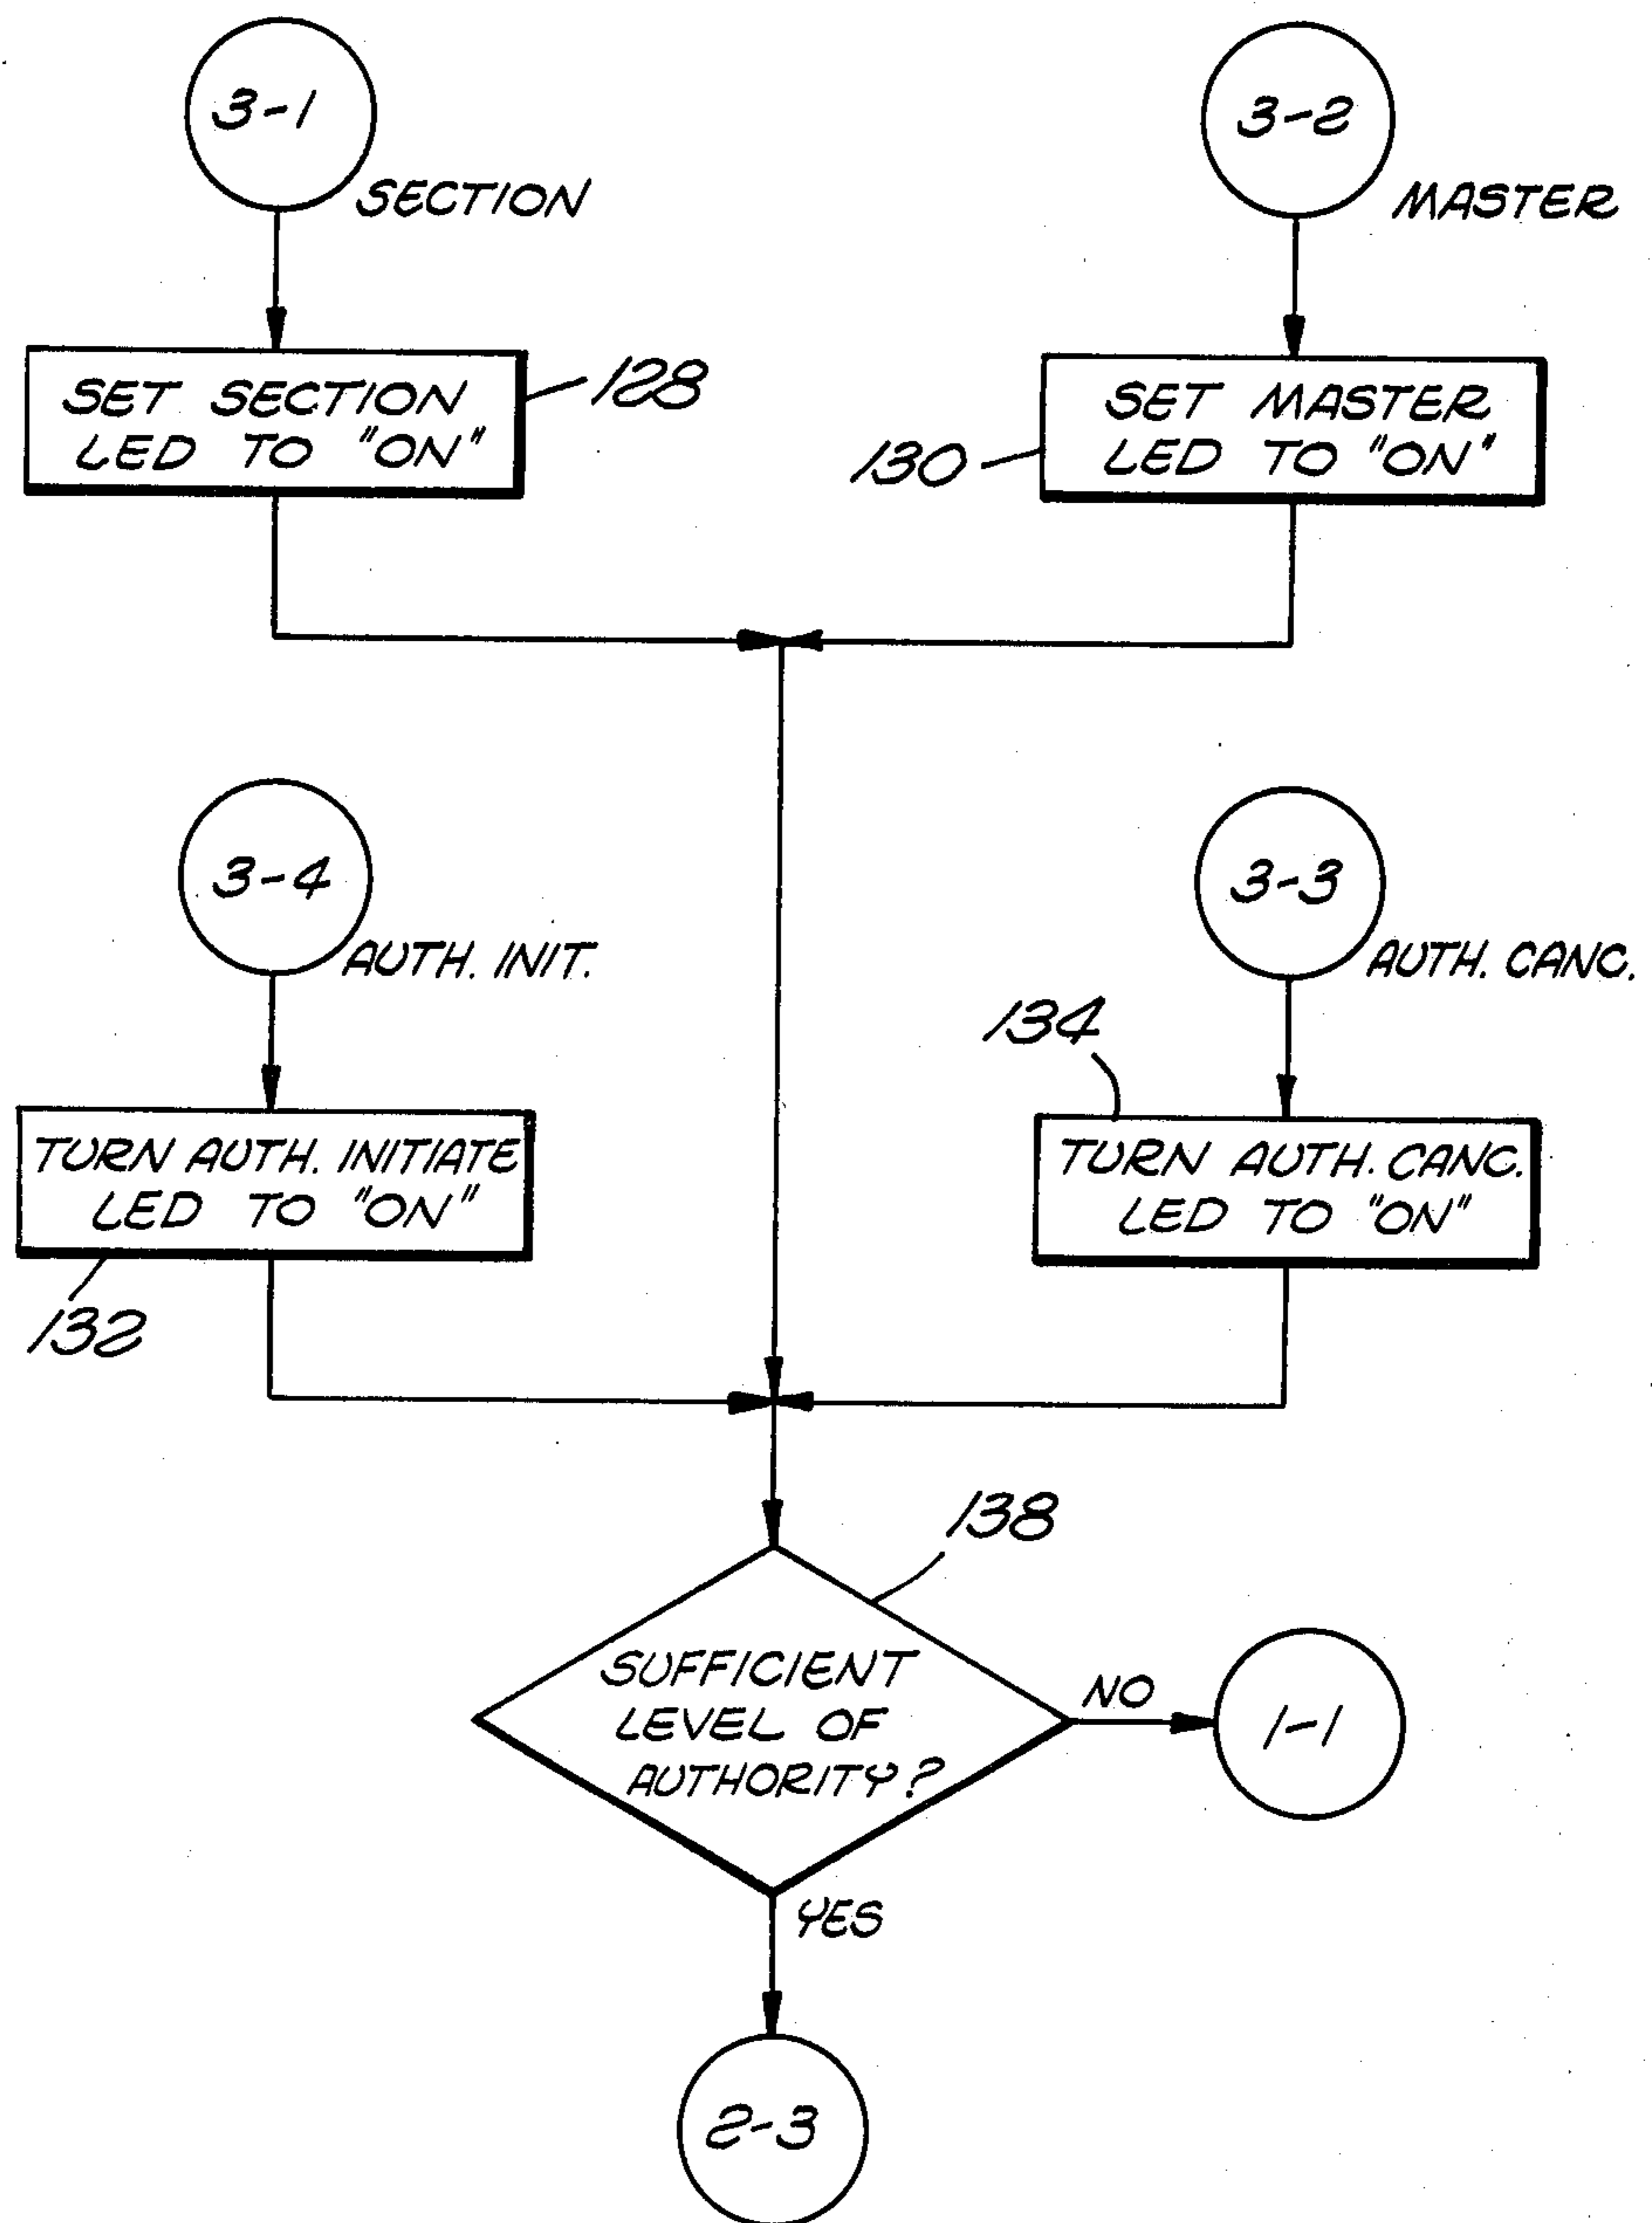 3-1
SECTION
3-2
MASTER
SET SECTION
LED TO "ON"
128
SET MASTER
LED TO "ON"
130
3-4
AUTH. INIT.
3-3
AUTH. CANC.
134
TURN AUTH. INITIATE
LED TO "ON"
132
TURN AUTH. CANC.
LED TO "ON"
138
SUFFICIENT
LEVEL OF
AUTHORITY?
NO
1-1
YES
2-3